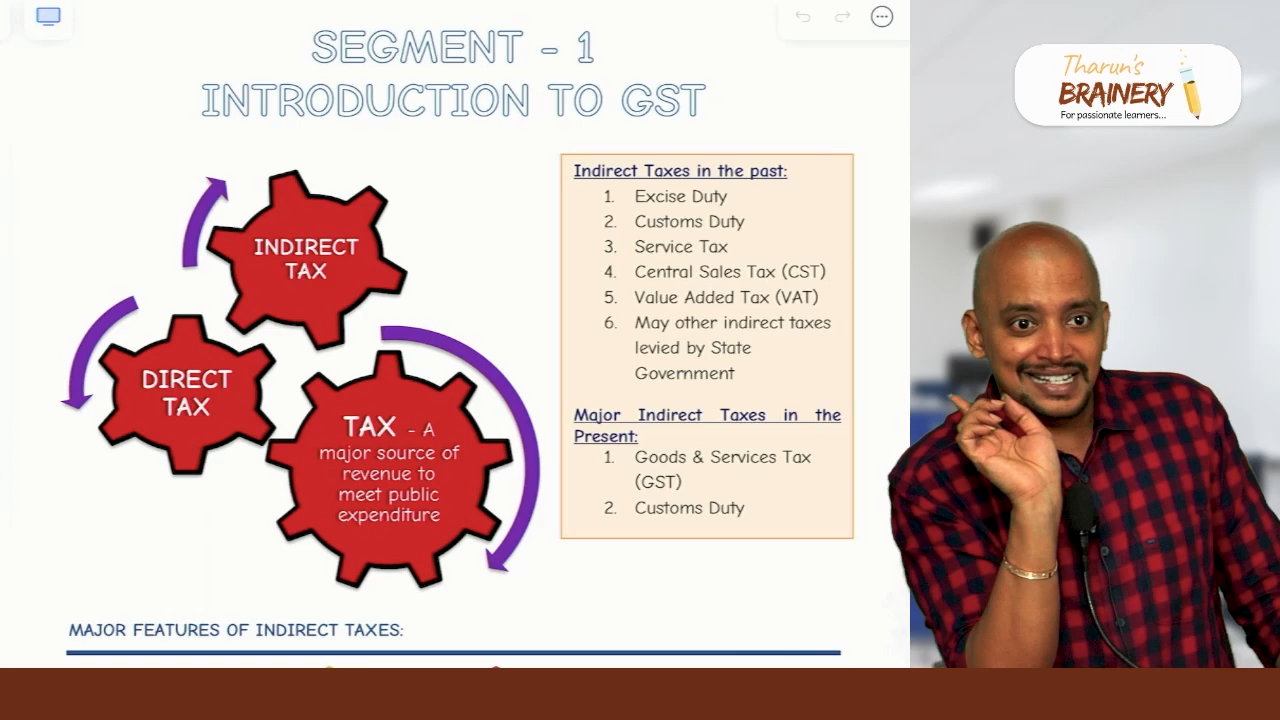 SEGMENT - 1
INTRODUCTION TO GST
Tharun's
BRAINERY
For passionate learners...
INDIRECT
TAX
DIRECT
TAX
TAX - A
major source of
revenue to
meet public
expenditure
Indirect Taxes in the past:
1. Excise Duty
2. Customs Duty
3. Service Tax
4. Central Sales Tax (CST)
5. Value Added Tax (VAT)
6. May other indirect taxes
levied by State
Government
Major Indirect Taxes in the
Present:
1. Goods & Services Tax
(GST)
2. Customs Duty
MAJOR FEATURES OF INDIRECT TAXES: